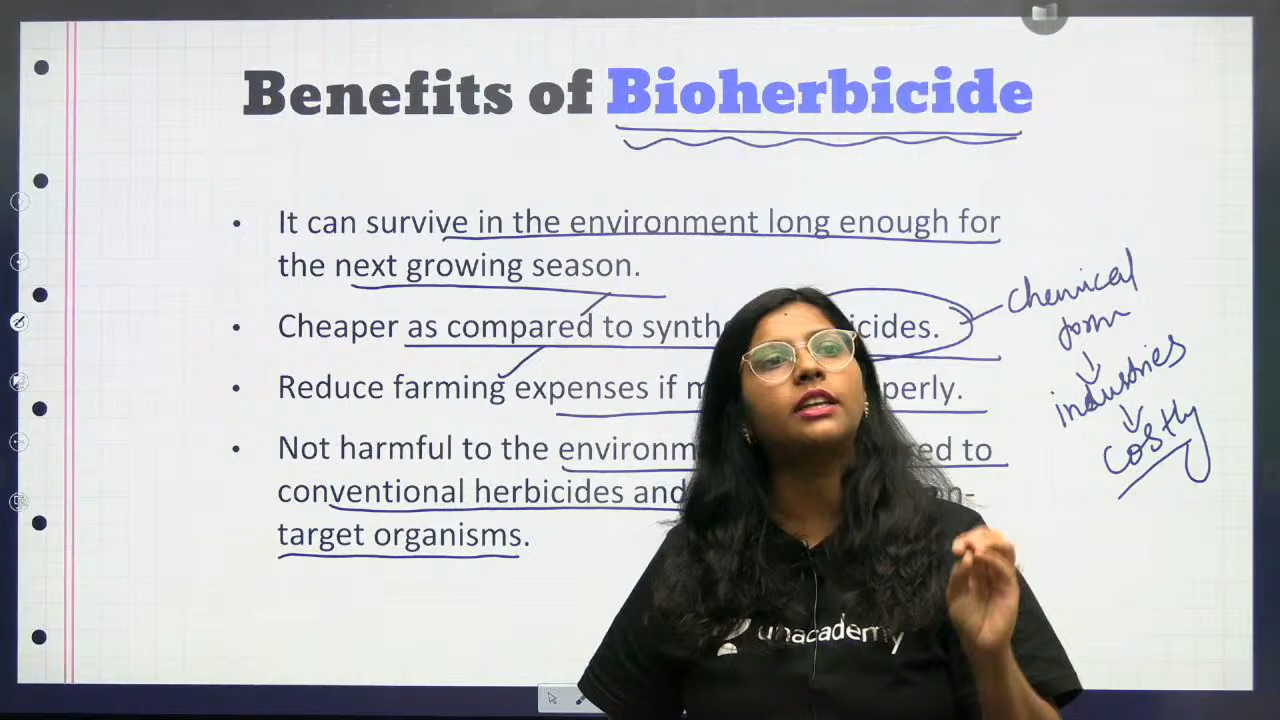 Benefits of Bioherbicide
• It can survive in the environment long enough for
the next growing season.
• Cheaper as compared to icides.
• Reduce farming expenses if perly.
• Not harmful to the ed to
conventional herbicides and on-
target organisms.
chemical
form
↓
industries
↓
costly
unacademy